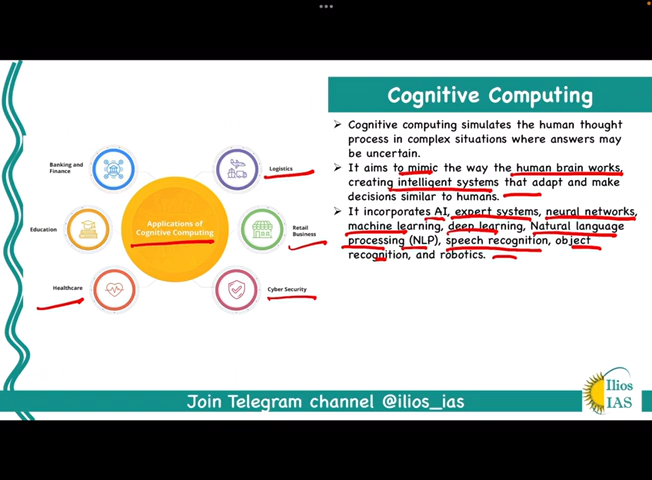 Cognitive Computing
Banking and
Finance
Logistics
Education
Applications of
Cognitive Computing
Retail
Business
Healthcare
Cyber Security
Cognitive computing simulates the human thought
process in complex situations where answers may
be uncertain.
It aims to mimic the way the human brain works,
creating intelligent systems that adapt and make
decisions similar to humans.
It incorporates AI, expert systems, neural networks,
machine learning, deep learning, Natural language
processing (NLP), speech recognition, object
recognition, and robotics.
Ilios
IAS
Join Telegram channel @ilios_ias